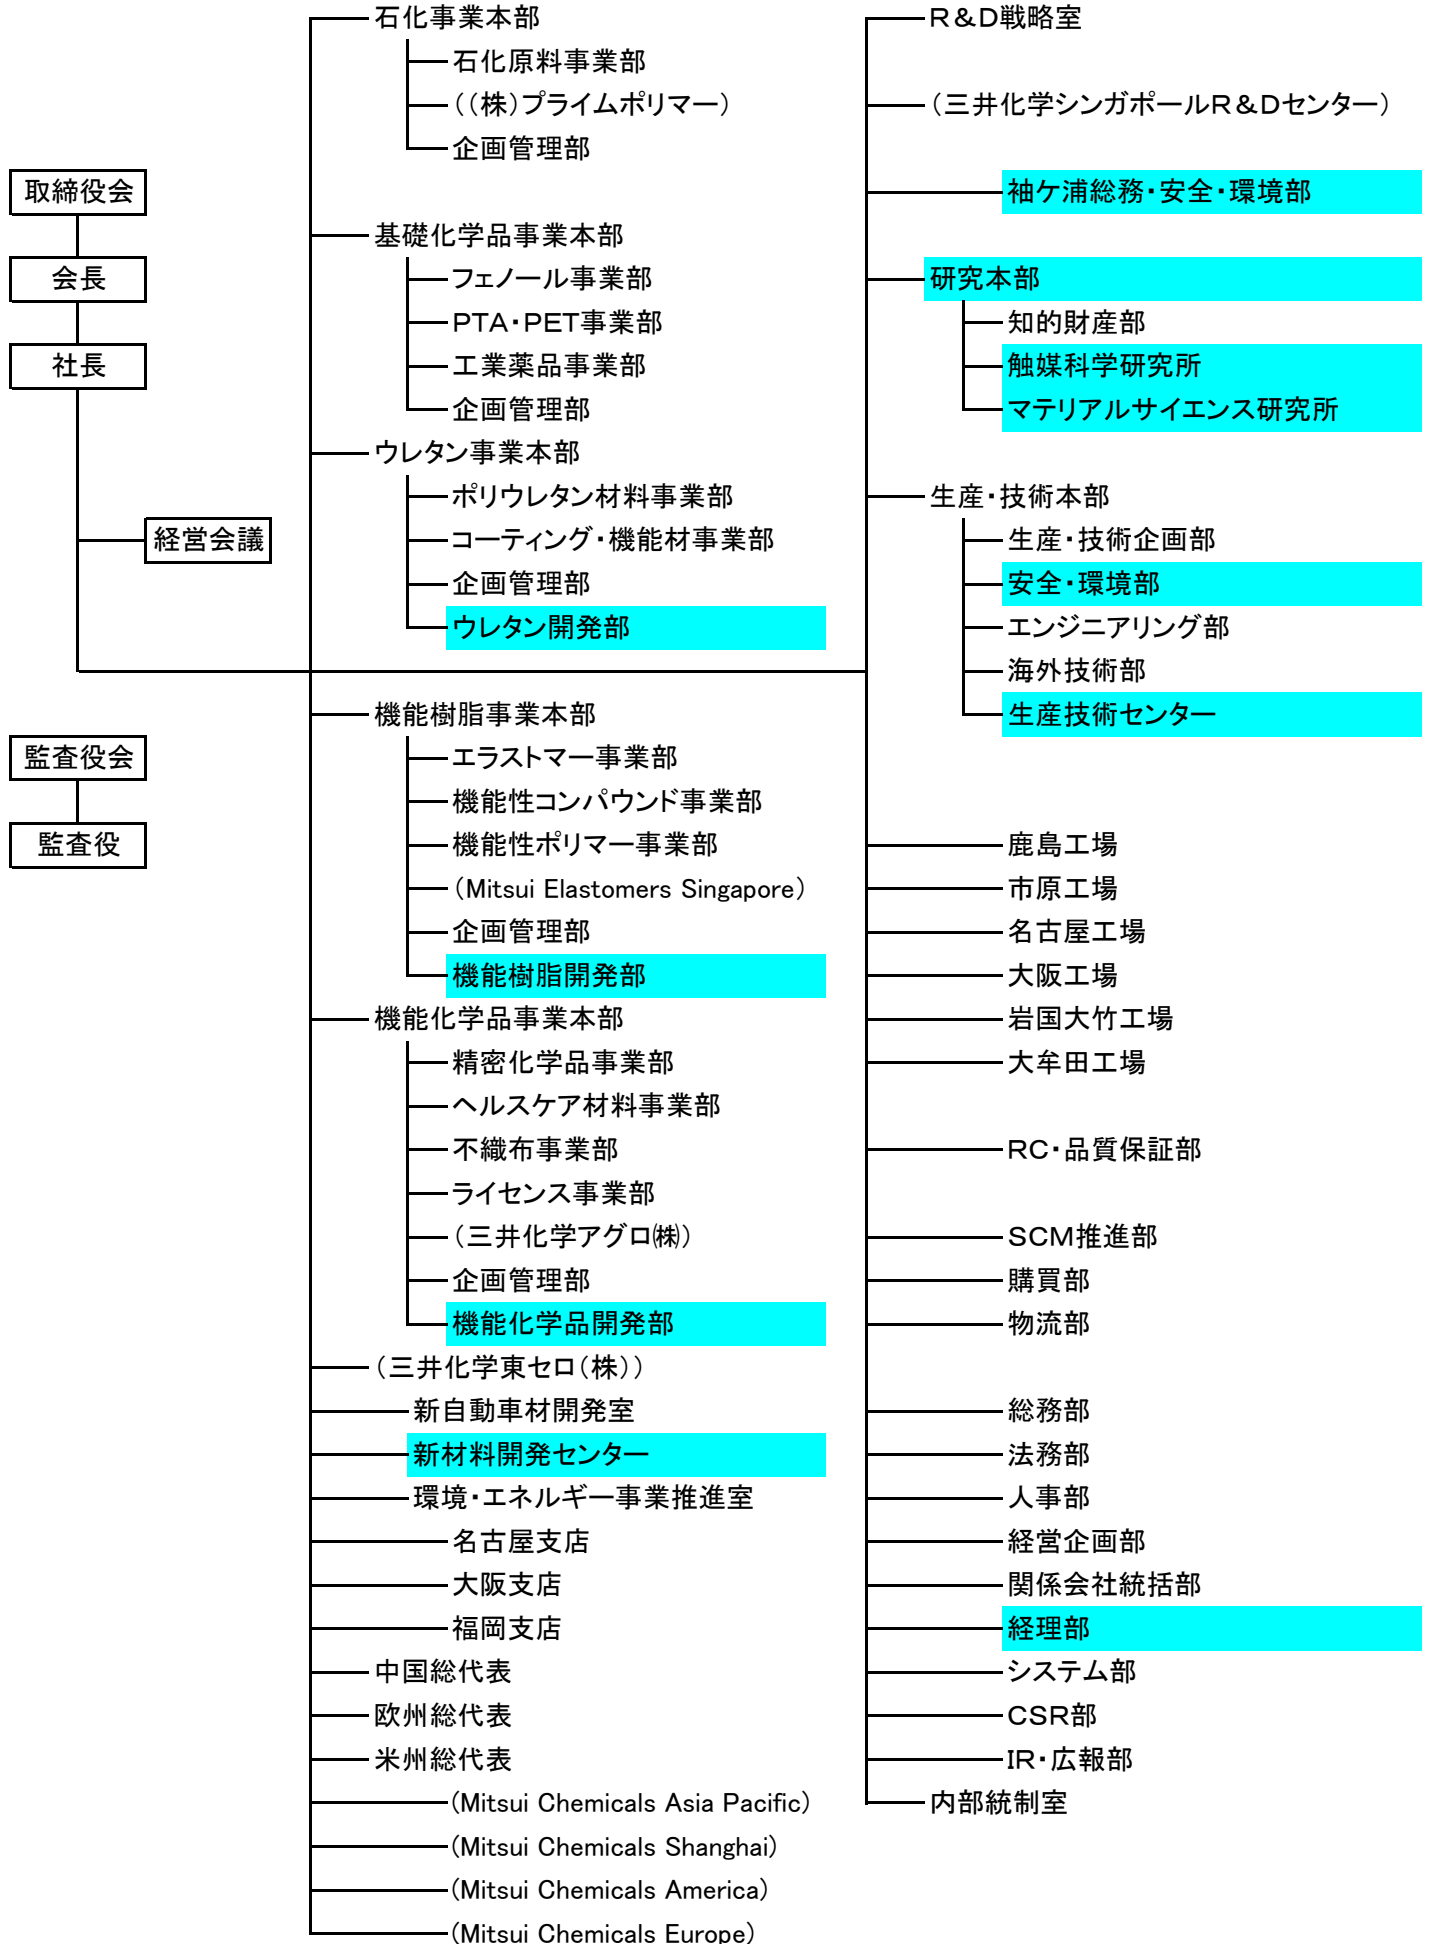 取締役会
会長
社長
経営会議
監査役会
監査役
石化事業本部
石化原料事業部
((株)プライムポリマー)
企画管理部
基礎化学品事業本部
フェノール事業部
PTA・PET事業部
工業薬品事業部
企画管理部
ウレタン事業本部
ポリウレタン材料事業部
コーティング・機能材事業部
企画管理部
ウレタン開発部
機能樹脂事業本部
エラストマー事業部
機能性コンパウンド事業部
機能性ポリマー事業部
(Mitsui Elastomers Singapore)
企画管理部
機能樹脂開発部
機能化学品事業本部
精密化学品事業部
ヘルスケア材料事業部
不織布事業部
ライセンス事業部
(三井化学アグロ㈱)
企画管理部
機能化学品開発部
(三井化学東セロ(株))
新自動車材開発室
新材料開発センター
環境・エネルギー事業推進室
名古屋支店
大阪支店
福岡支店
中国総代表
欧州総代表
米州総代表
(Mitsui Chemicals Asia Pacific)
(Mitsui Chemicals Shanghai)
(Mitsui Chemicals America)
(Mitsui Chemicals Europe)
R&D戦略室
(三井化学シンガポールR&Dセンター)
袖ケ浦総務・安全・環境部
研究本部
知的財産部
触媒科学研究所
マテリアルサイエンス研究所
生産・技術本部
生産・技術企画部
安全・環境部
エンジニアリング部
海外技術部
生産技術センター
鹿島工場
市原工場
名古屋工場
大阪工場
岩国大竹工場
大牟田工場
RC・品質保証部
SCM推進部
購買部
物流部
総務部
法務部
人事部
経営企画部
関係会社統括部
経理部
システム部
CSR部
IR・広報部
内部統制室